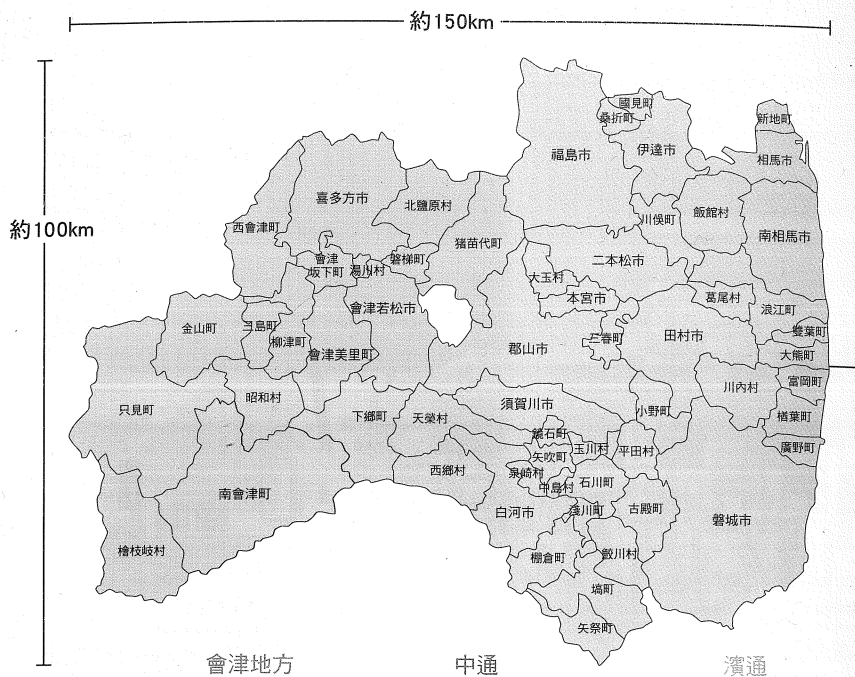 約150km
約100km
國見町
桑折町
新地町
福島市
伊達市
相馬市
喜多方市
北鹽原村
川俣町
飯館村
西會津町
猪苗代町
南相馬市
會津
坂下町
湯川村
磐梯町
二本松市
大玉村
本宮市
葛尾村
浪江町
會津若松市
金山町
三島町
柳津町
會津美里町
郡山市
三春町
田村市
雙葉町
大熊町
富岡町
川內村
只見町
昭和村
下鄉町
天榮村
須賀川市
小野町
楢葉町
廣野町
鏡石町
矢吹町
玉川村
平田村
西鄉村
泉崎村
中島村
石川町
南會津町
白河市
淺川町
古殿町
磐城市
檜枝岐村
棚倉町
鮫川村
塙町
矢祭町
會津地方
中通
濱通